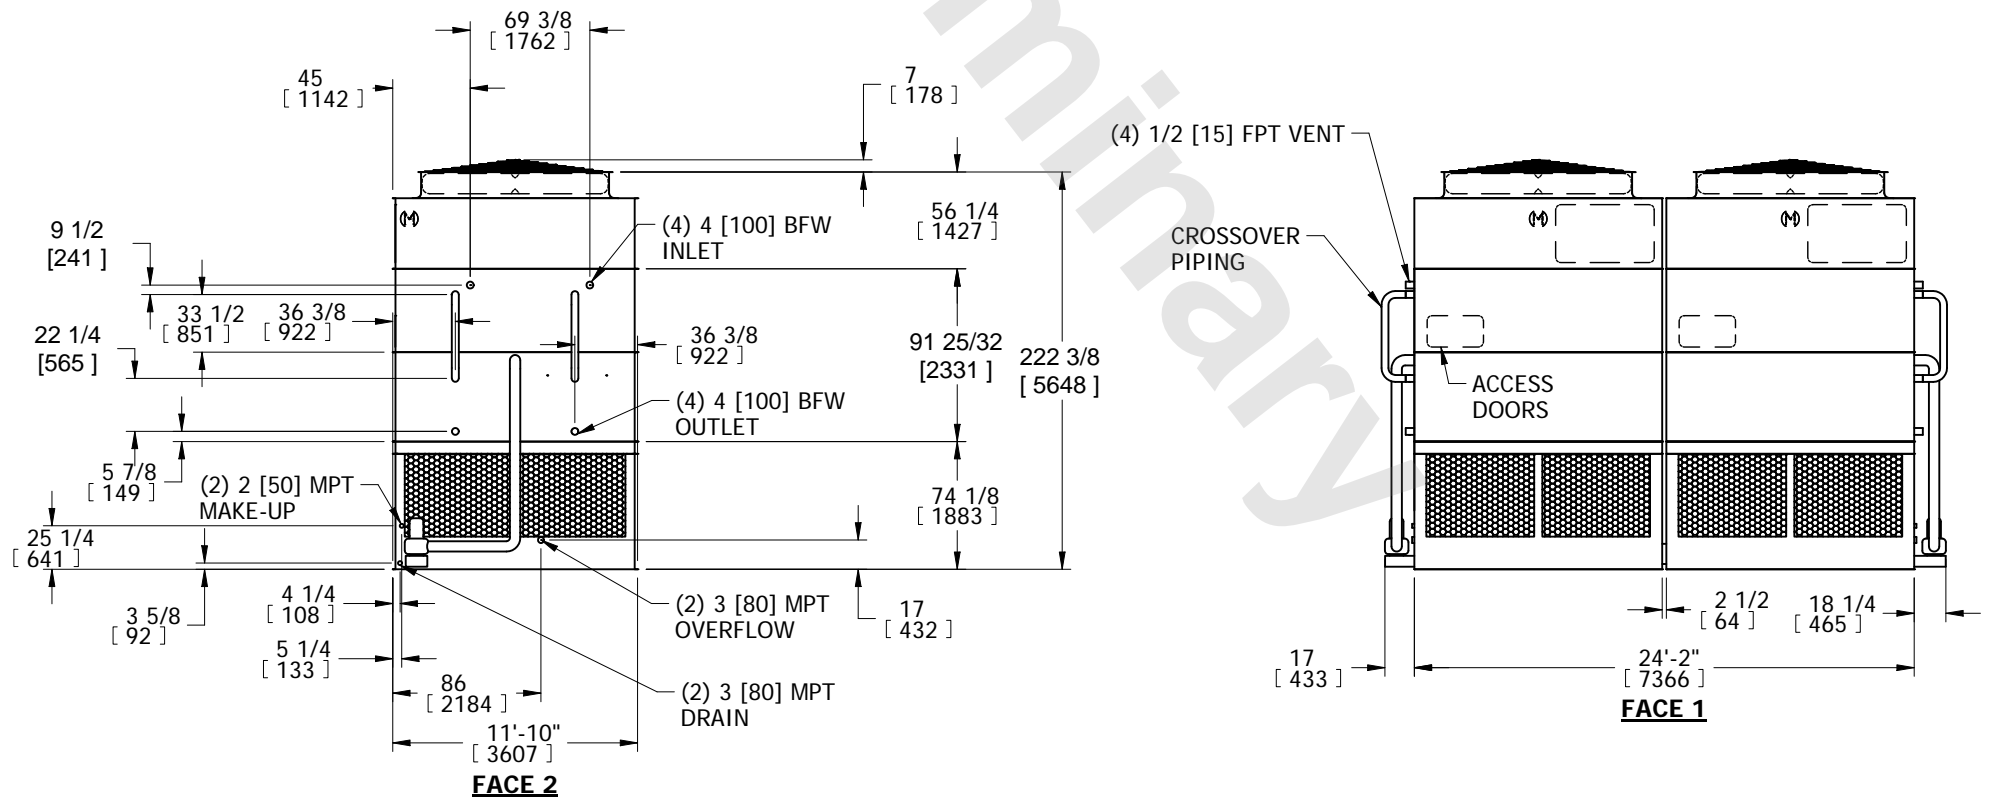 69 3/8
[ 1762 ]
45
[ 1142 ]
7
[ 178 ]
56 1/4
[ 1427 ]
9 1/2
[241 ]
(4) 4 [100] BFW
INLET
33 1/2
[ 851 ]
36 3/8
[ 922 ]
22 1/4
[565 ]
36 3/8
[ 922 ]
91 25/32
[2331 ]
222 3/8
[ 5648 ]
(4) 4 [100] BFW
OUTLET
5 7/8
[ 149 ]
(2) 2 [50] MPT
MAKE-UP
74 1/8
[ 1883 ]
25 1/4
[ 641 ]
3 5/8
[ 92 ]
4 1/4
[ 108 ]
5 1/4
[ 133 ]
86
[ 2184 ]
(2) 3 [80] MPT
OVERFLOW
17
[ 432 ]
(2) 3 [80] MPT
DRAIN
11'-10"
[ 3607 ]
FACE 2
M
(4) 1/2 [15] FPT VENT
CROSSOVER
PIPING
M
M
ACCESS
DOORS
2 1/2
[ 64 ]
18 1/4
[ 465 ]
17
[ 433 ]
24'-2"
[ 7366 ]
FACE 1
minary